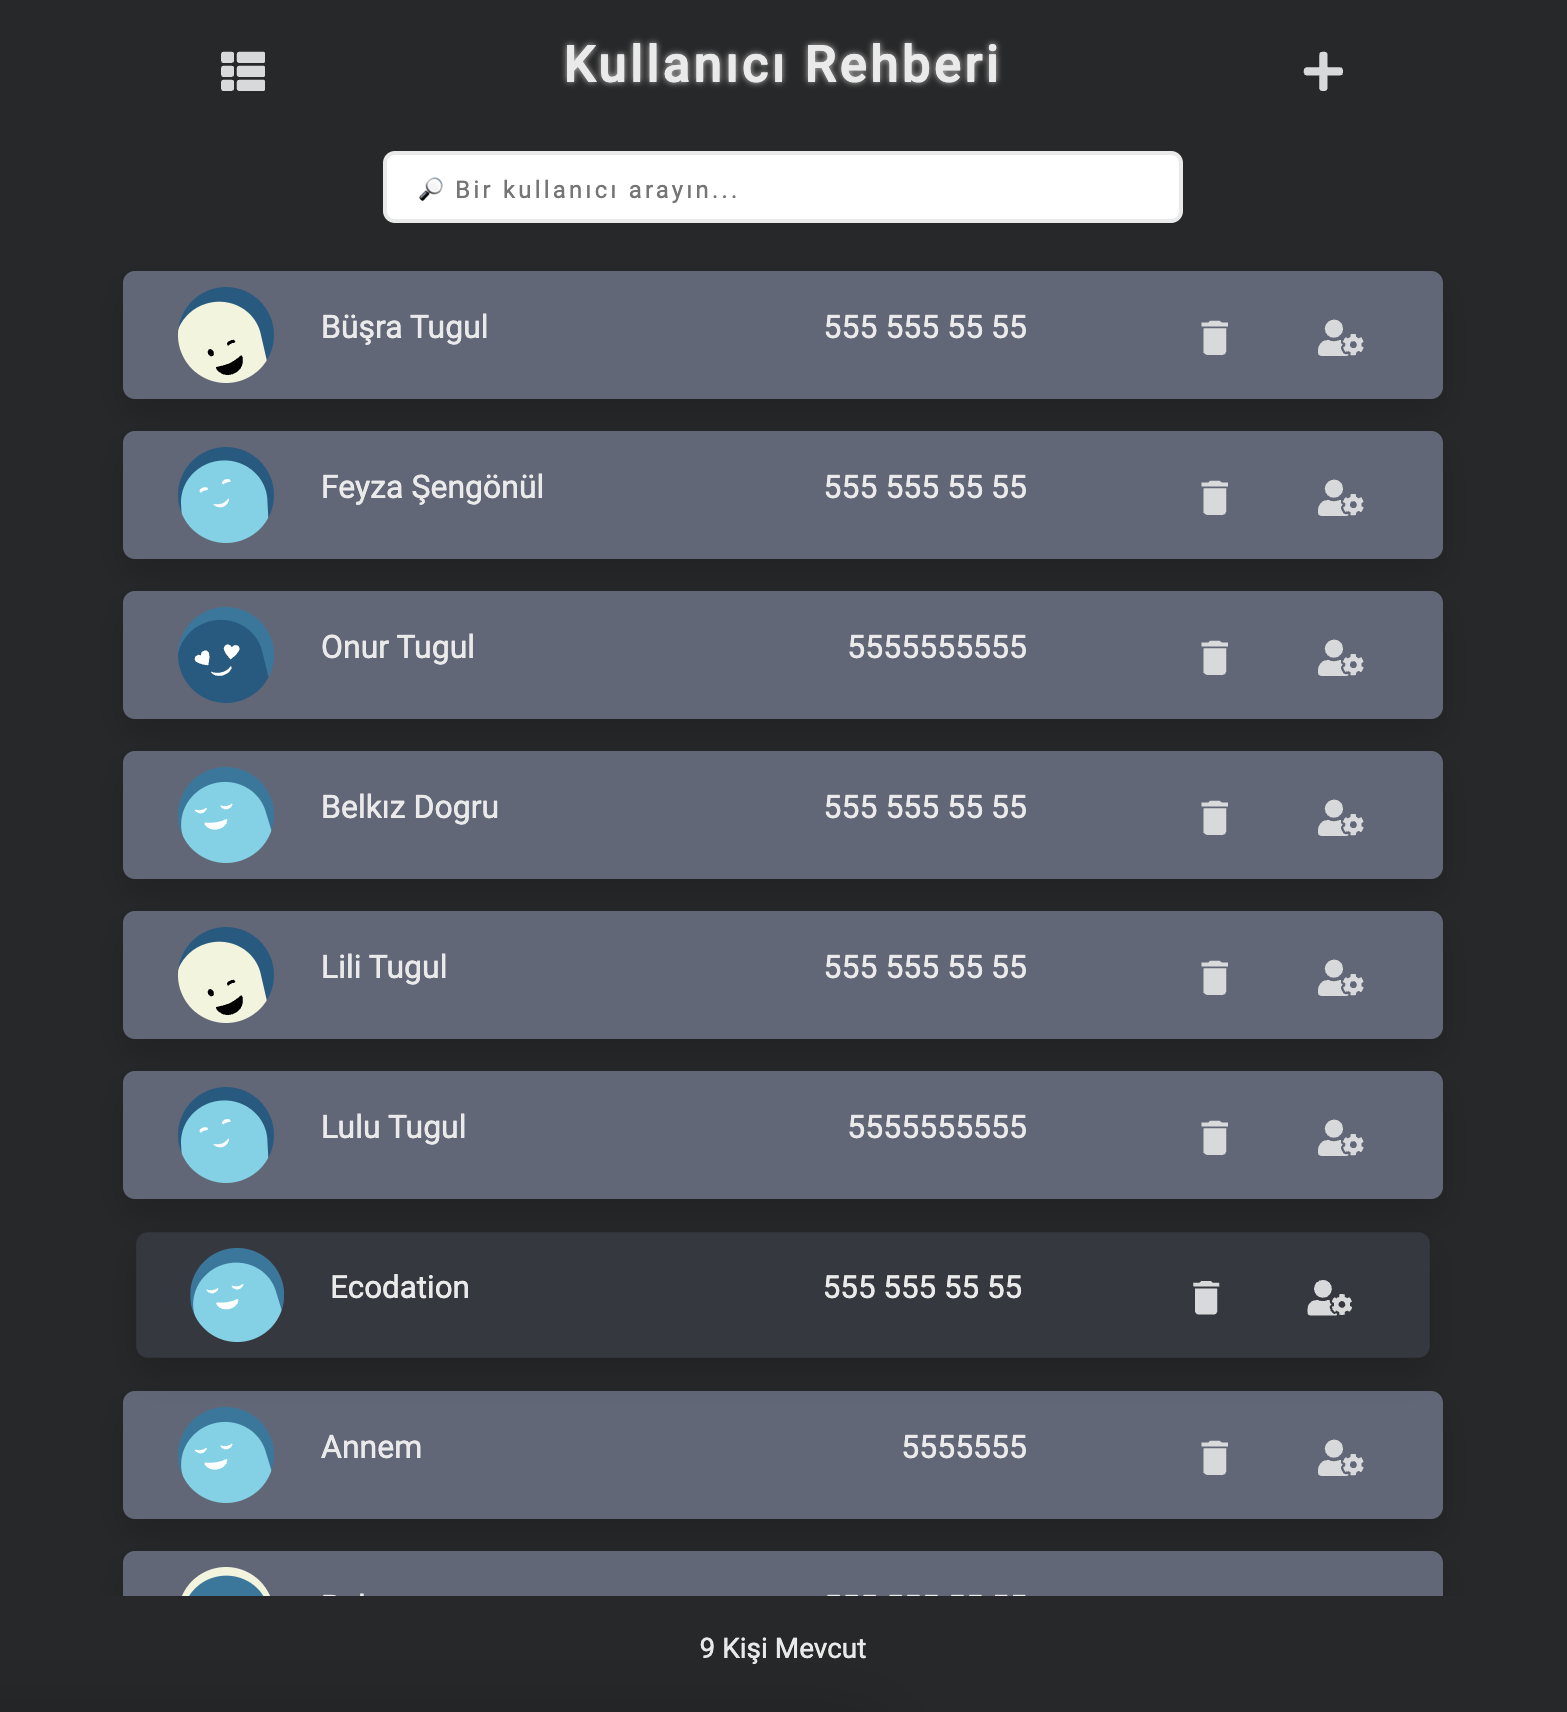 Kullanıcı Rehberi
🔎 Bir kullanıcı arayın...
Büşra Tugul 555 555 55 55
Feyza Şengönül 555 555 55 55
Onur Tugul 5555555555
Belkız Dogru 555 555 55 55
Lili Tugul 555 555 55 55
Lulu Tugul 5555555555
Ecodation 555 555 55 55
Annem 5555555
9 Kişi Mevcut